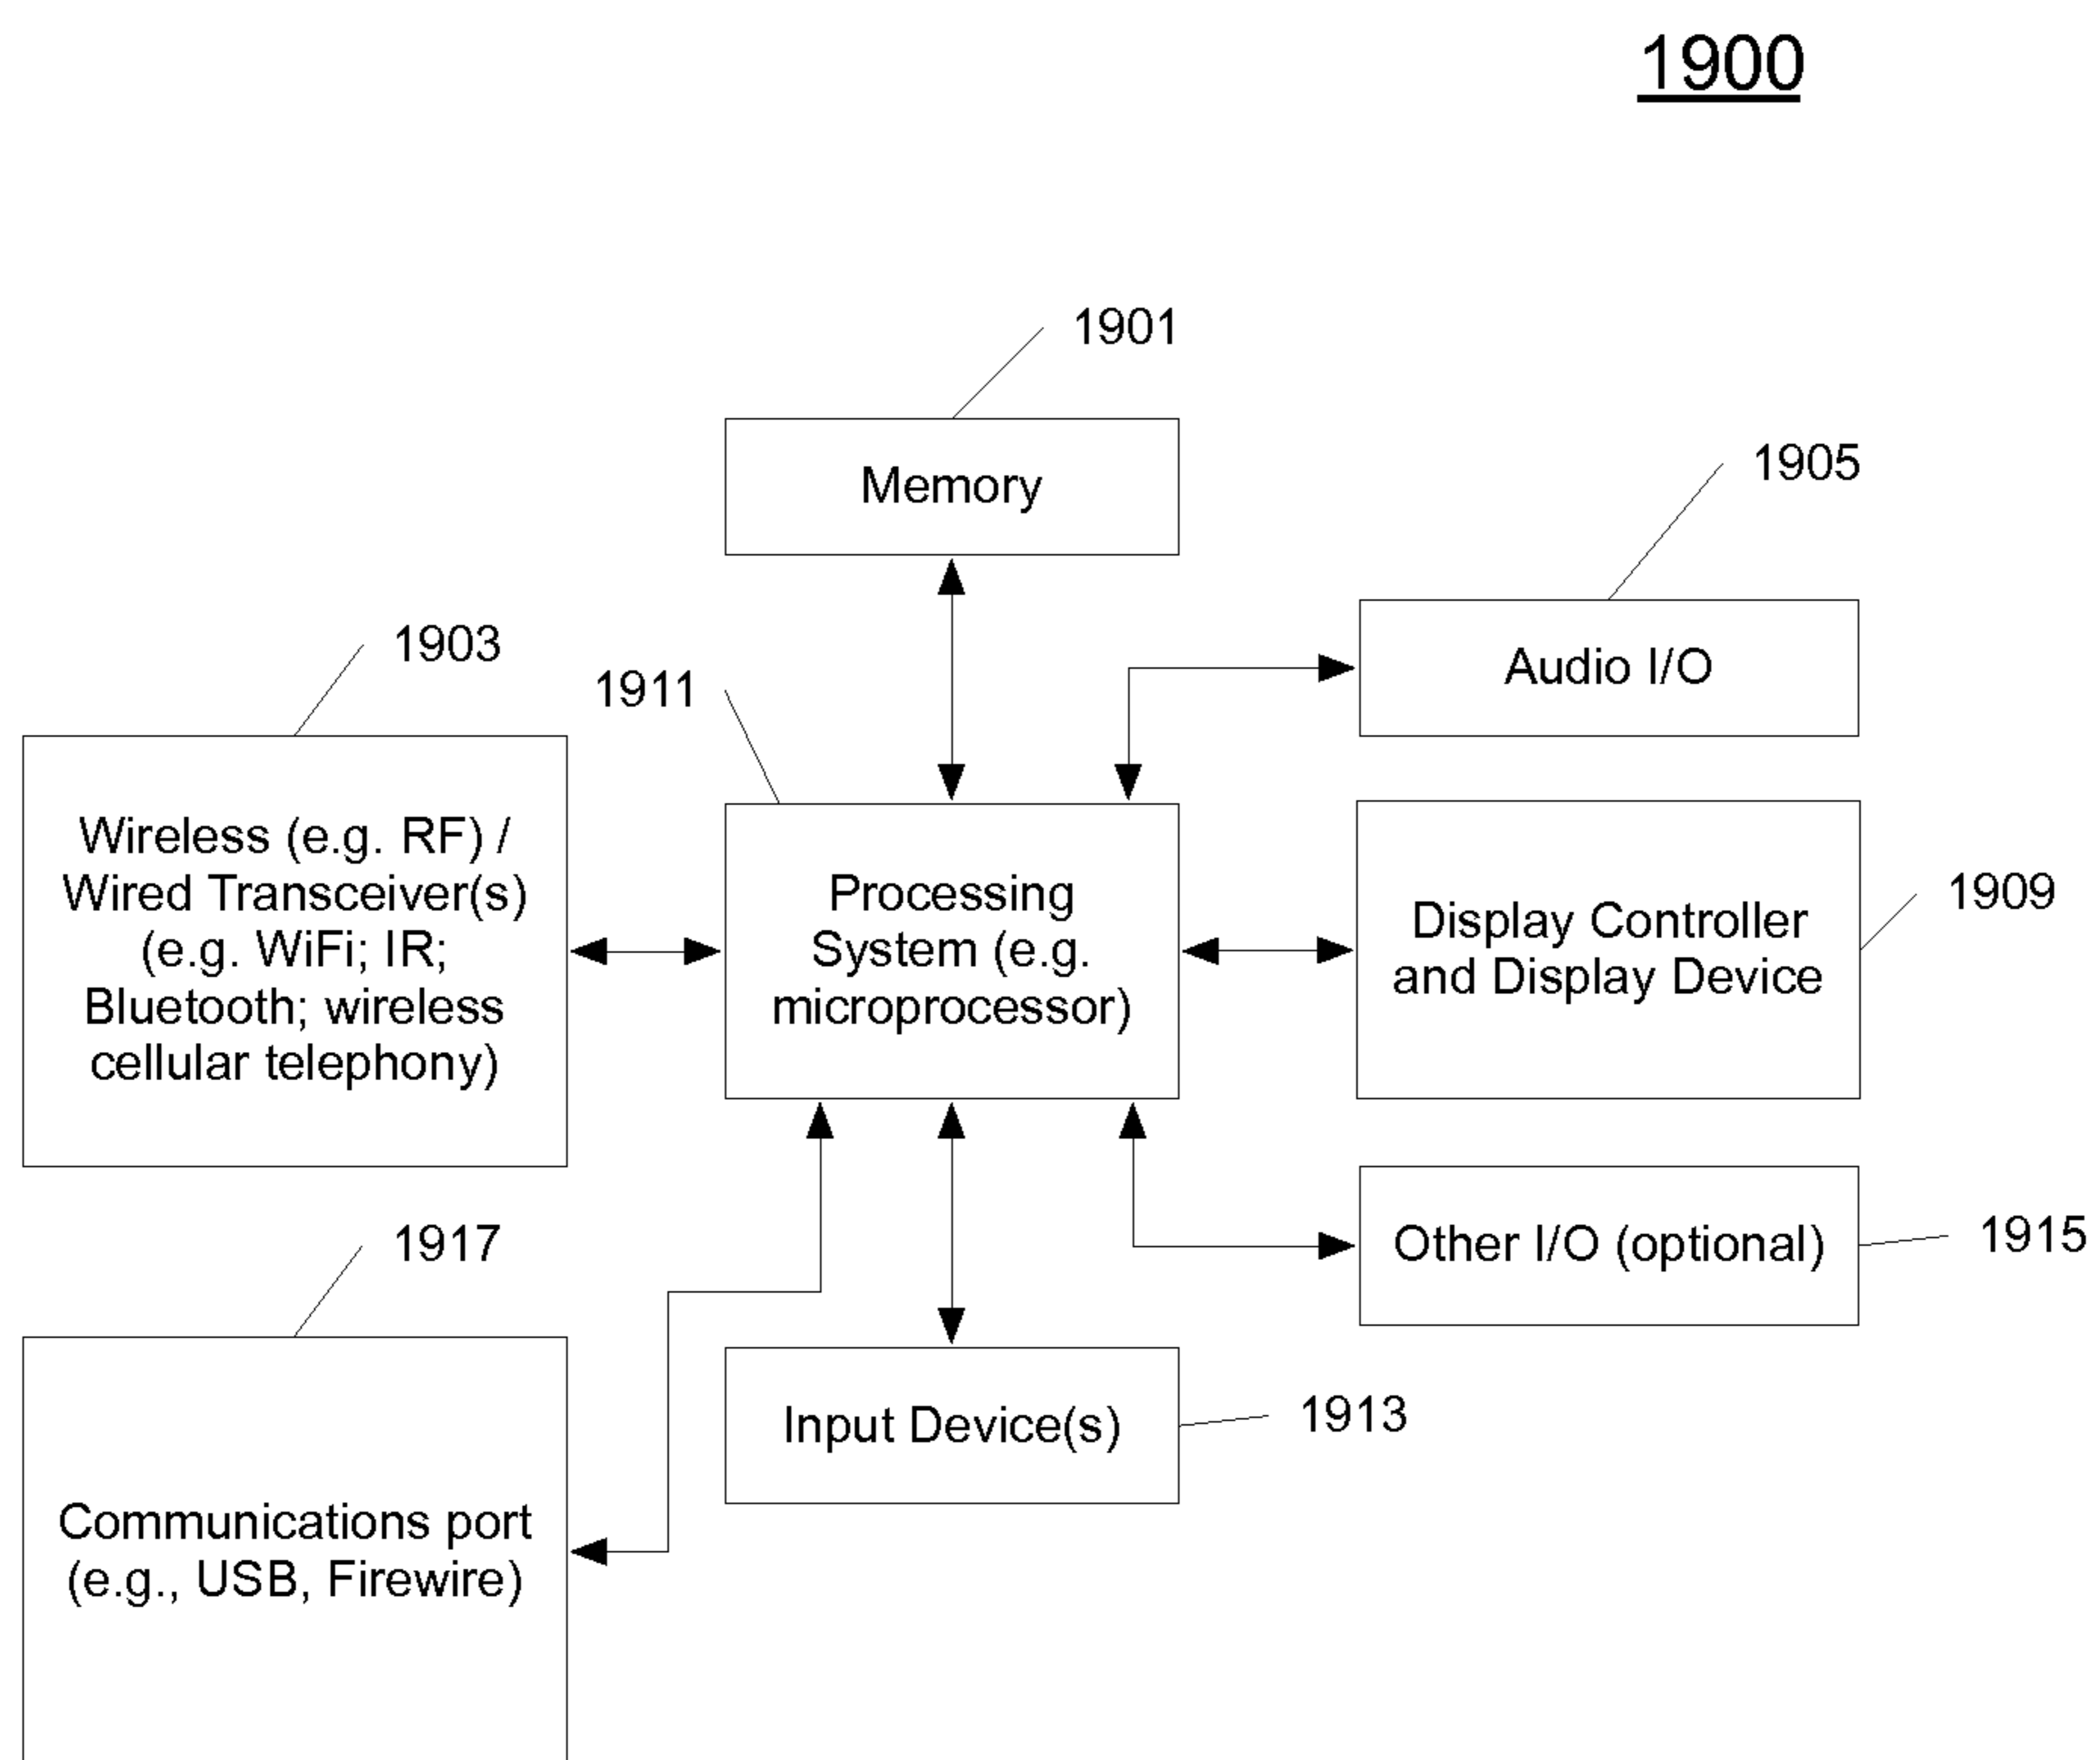 1900
1901
Memory
1905
Audio I/O
1903
1911
Wireless (e.g. RF) /
Wired Transceiver(s)
(e.g. WiFi; IR;
Bluetooth; wireless
cellular telephony)
Processing
System (e.g.
microprocessor)
Display Controller
and Display Device
1909
1917
Other I/O (optional)
1915
Input Device(s)
1913
Communications port
(e.g., USB, Firewire)